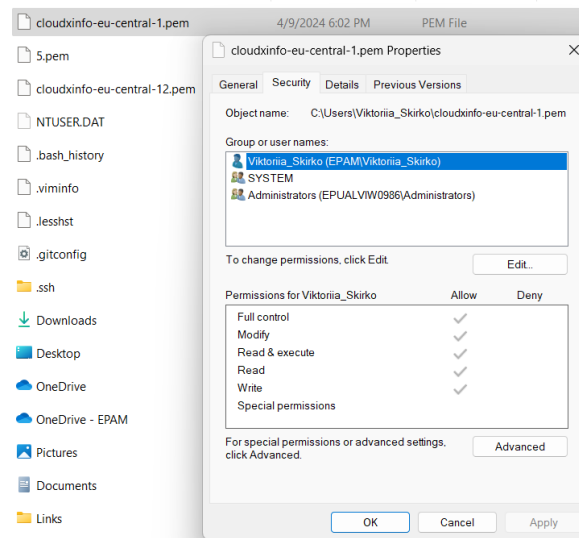 cloudxinfo-eu-central-1.pem 4/9/2024 6:02 PM PEM File
5.pem
cloudxinfo-eu-central-12.pem
NTUSER.DAT
.bash_history
.viminfo
.lesshst
.gitconfig
.ssh
Downloads
Desktop
OneDrive
OneDrive - EPAM
Pictures
Documents
Links
cloudxinfo-eu-central-1.pem Properties
General Security Details Previous Versions
Object name: C:\Users\Viktoriia_Skirko\cloudxinfo-eu-central-1.pem
Group or user names:
Viktoriia_Skirko (EPAM\Viktoriia_Skirko)
SYSTEM
Administrators (EPUALVIW0986\Administrators)
To change permissions, click Edit. Edit...
Permissions for Viktoriia_Skirko Allow Deny
Full control
Modify
Read & execute
Read
Write
Special permissions
For special permissions or advanced settings,
click Advanced. Advanced
OK Cancel Apply